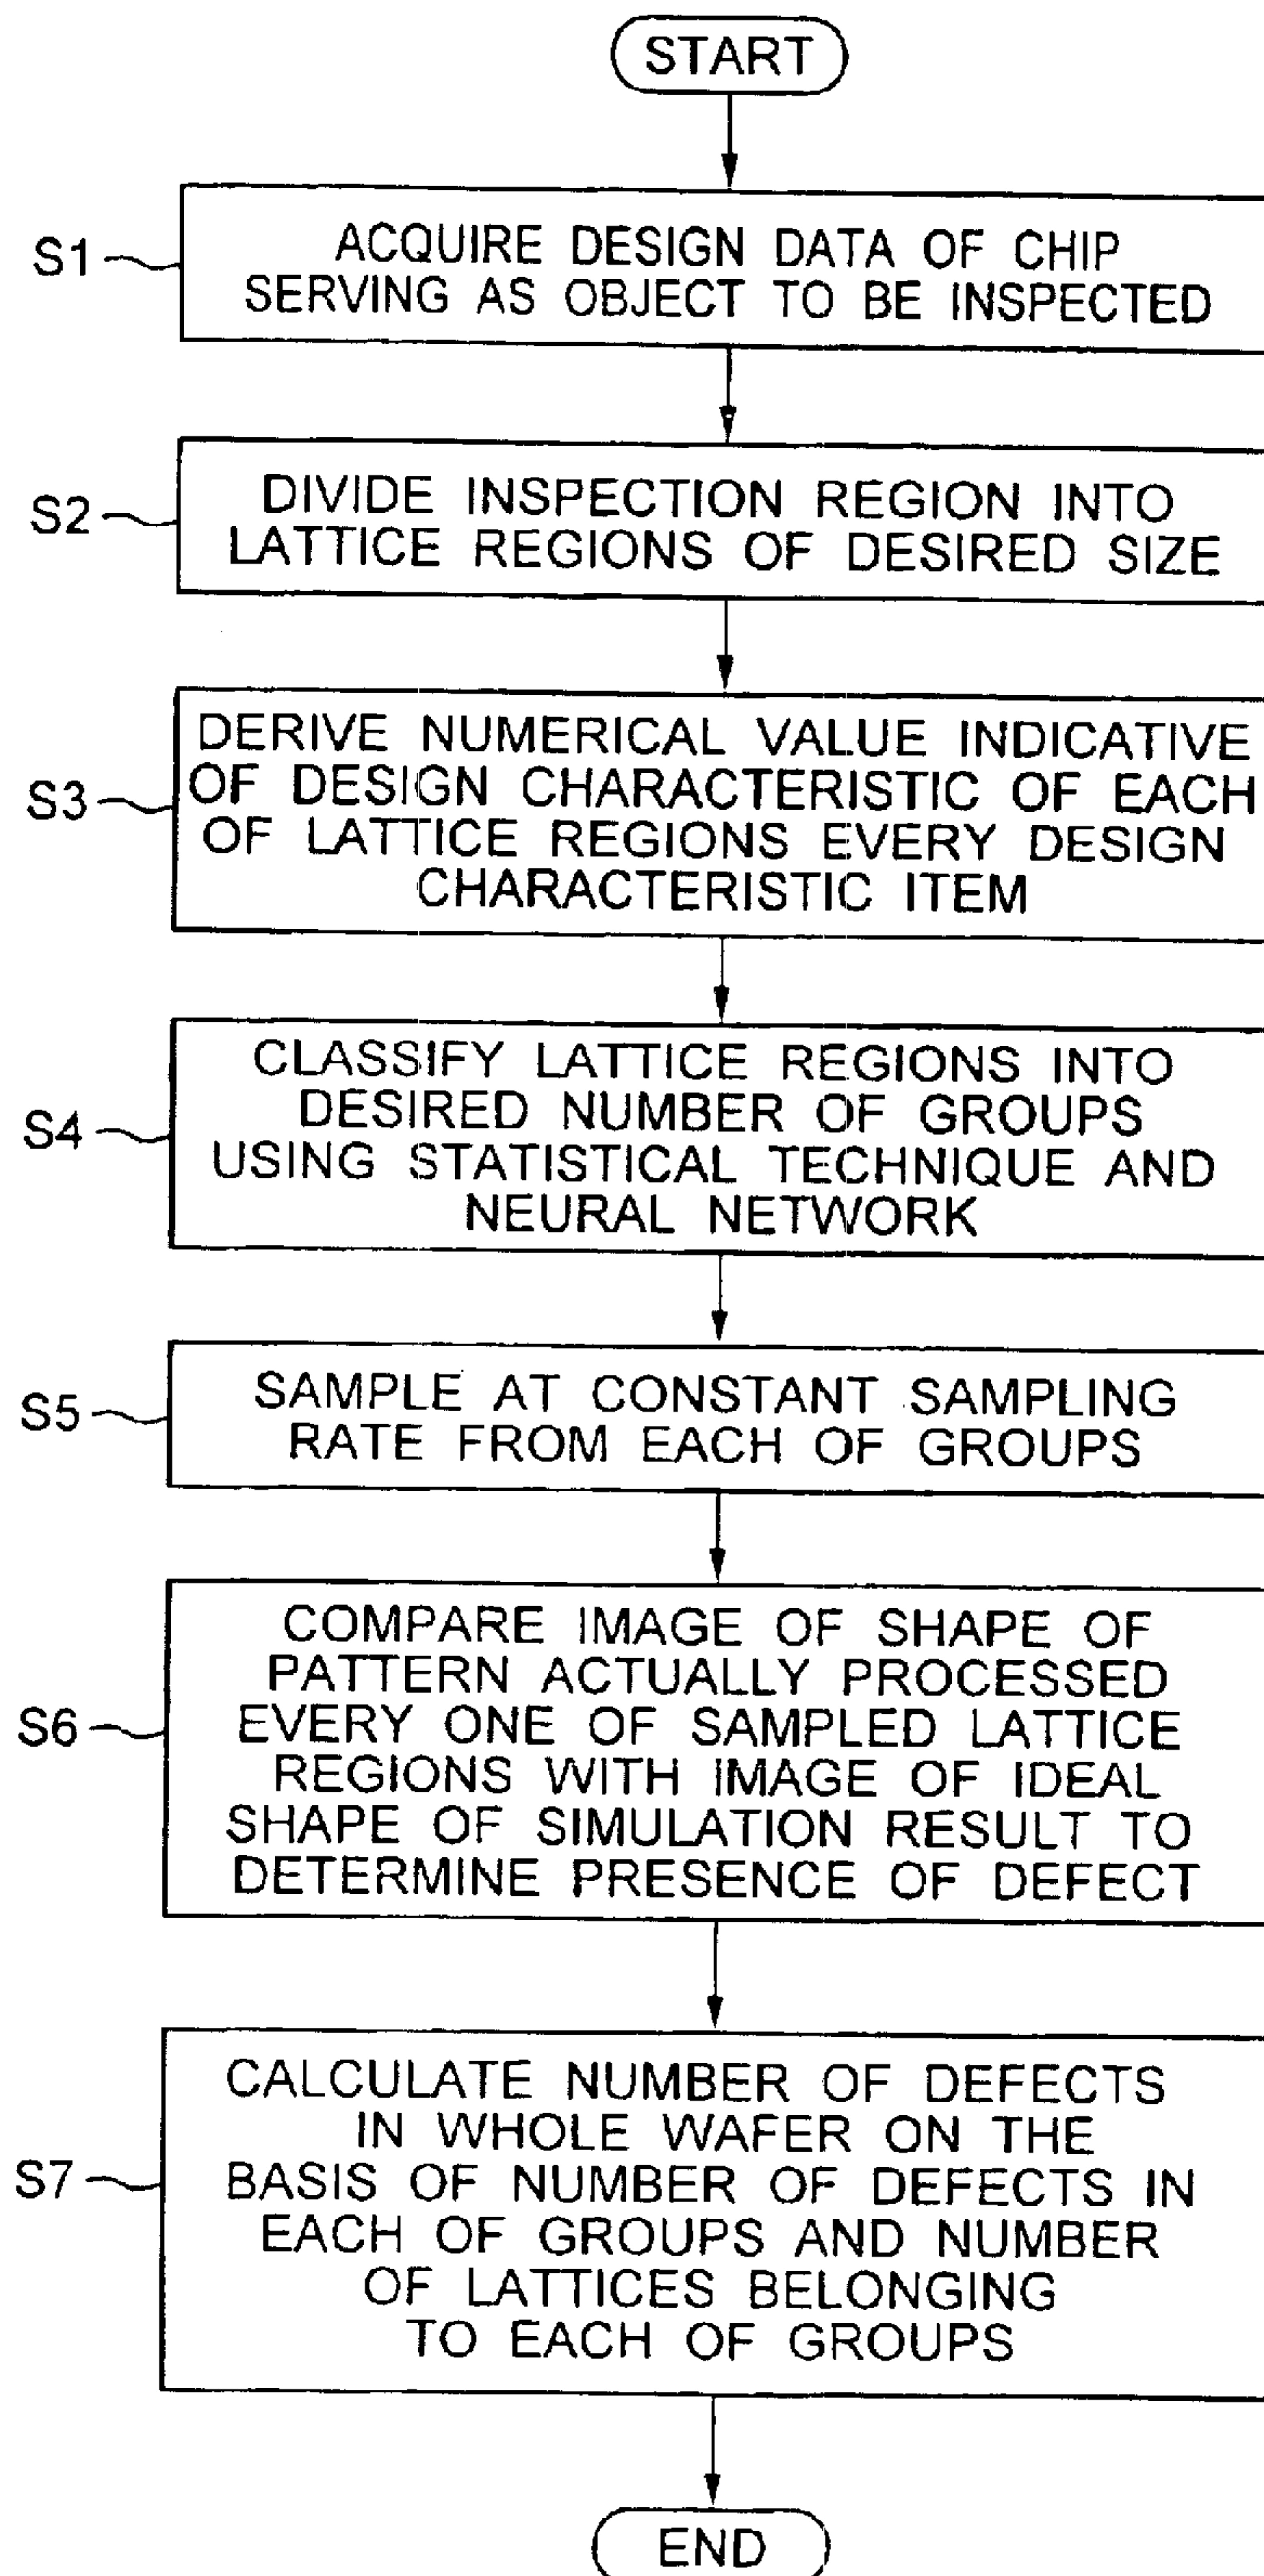 START
S1
ACQUIRE DESIGN DATA OF CHIP
SERVING AS OBJECT TO BE INSPECTED
S2
DIVIDE INSPECTION REGION INTO
LATTICE REGIONS OF DESIRED SIZE
S3
DERIVE NUMERICAL VALUE INDICATIVE
OF DESIGN CHARACTERISTIC OF EACH
OF LATTICE REGIONS EVERY DESIGN
CHARACTERISTIC ITEM
S4
CLASSIFY LATTICE REGIONS INTO
DESIRED NUMBER OF GROUPS
USING STATISTICAL TECHNIQUE AND
NEURAL NETWORK
S5
SAMPLE AT CONSTANT SAMPLING
RATE FROM EACH OF GROUPS
S6
COMPARE IMAGE OF SHAPE OF
PATTERN ACTUALLY PROCESSED
EVERY ONE OF SAMPLED LATTICE
REGIONS WITH IMAGE OF IDEAL
SHAPE OF SIMULATION RESULT TO
DETERMINE PRESENCE OF DEFECT
S7
CALCULATE NUMBER OF DEFECTS
IN WHOLE WAFER ON THE
BASIS OF NUMBER OF DEFECTS IN
EACH OF GROUPS AND NUMBER
OF LATTICES BELONGING
TO EACH OF GROUPS
END